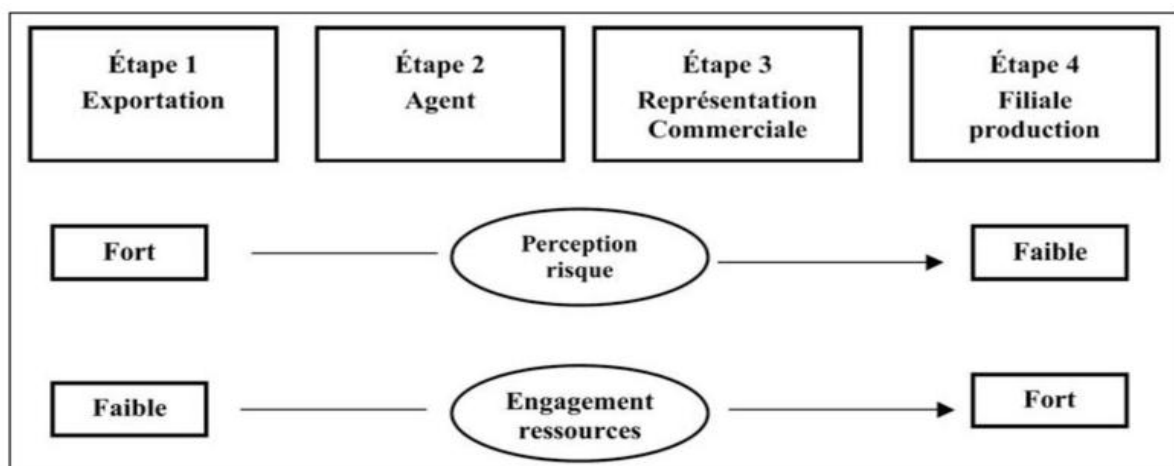 Étape 1
Exportation
Étape 2
Agent
Étape 3
Représentation
Commerciale
Étape 4
Filiale
production
Fort
Perception
risque
Faible
Faible
Engagement
ressources
Fort